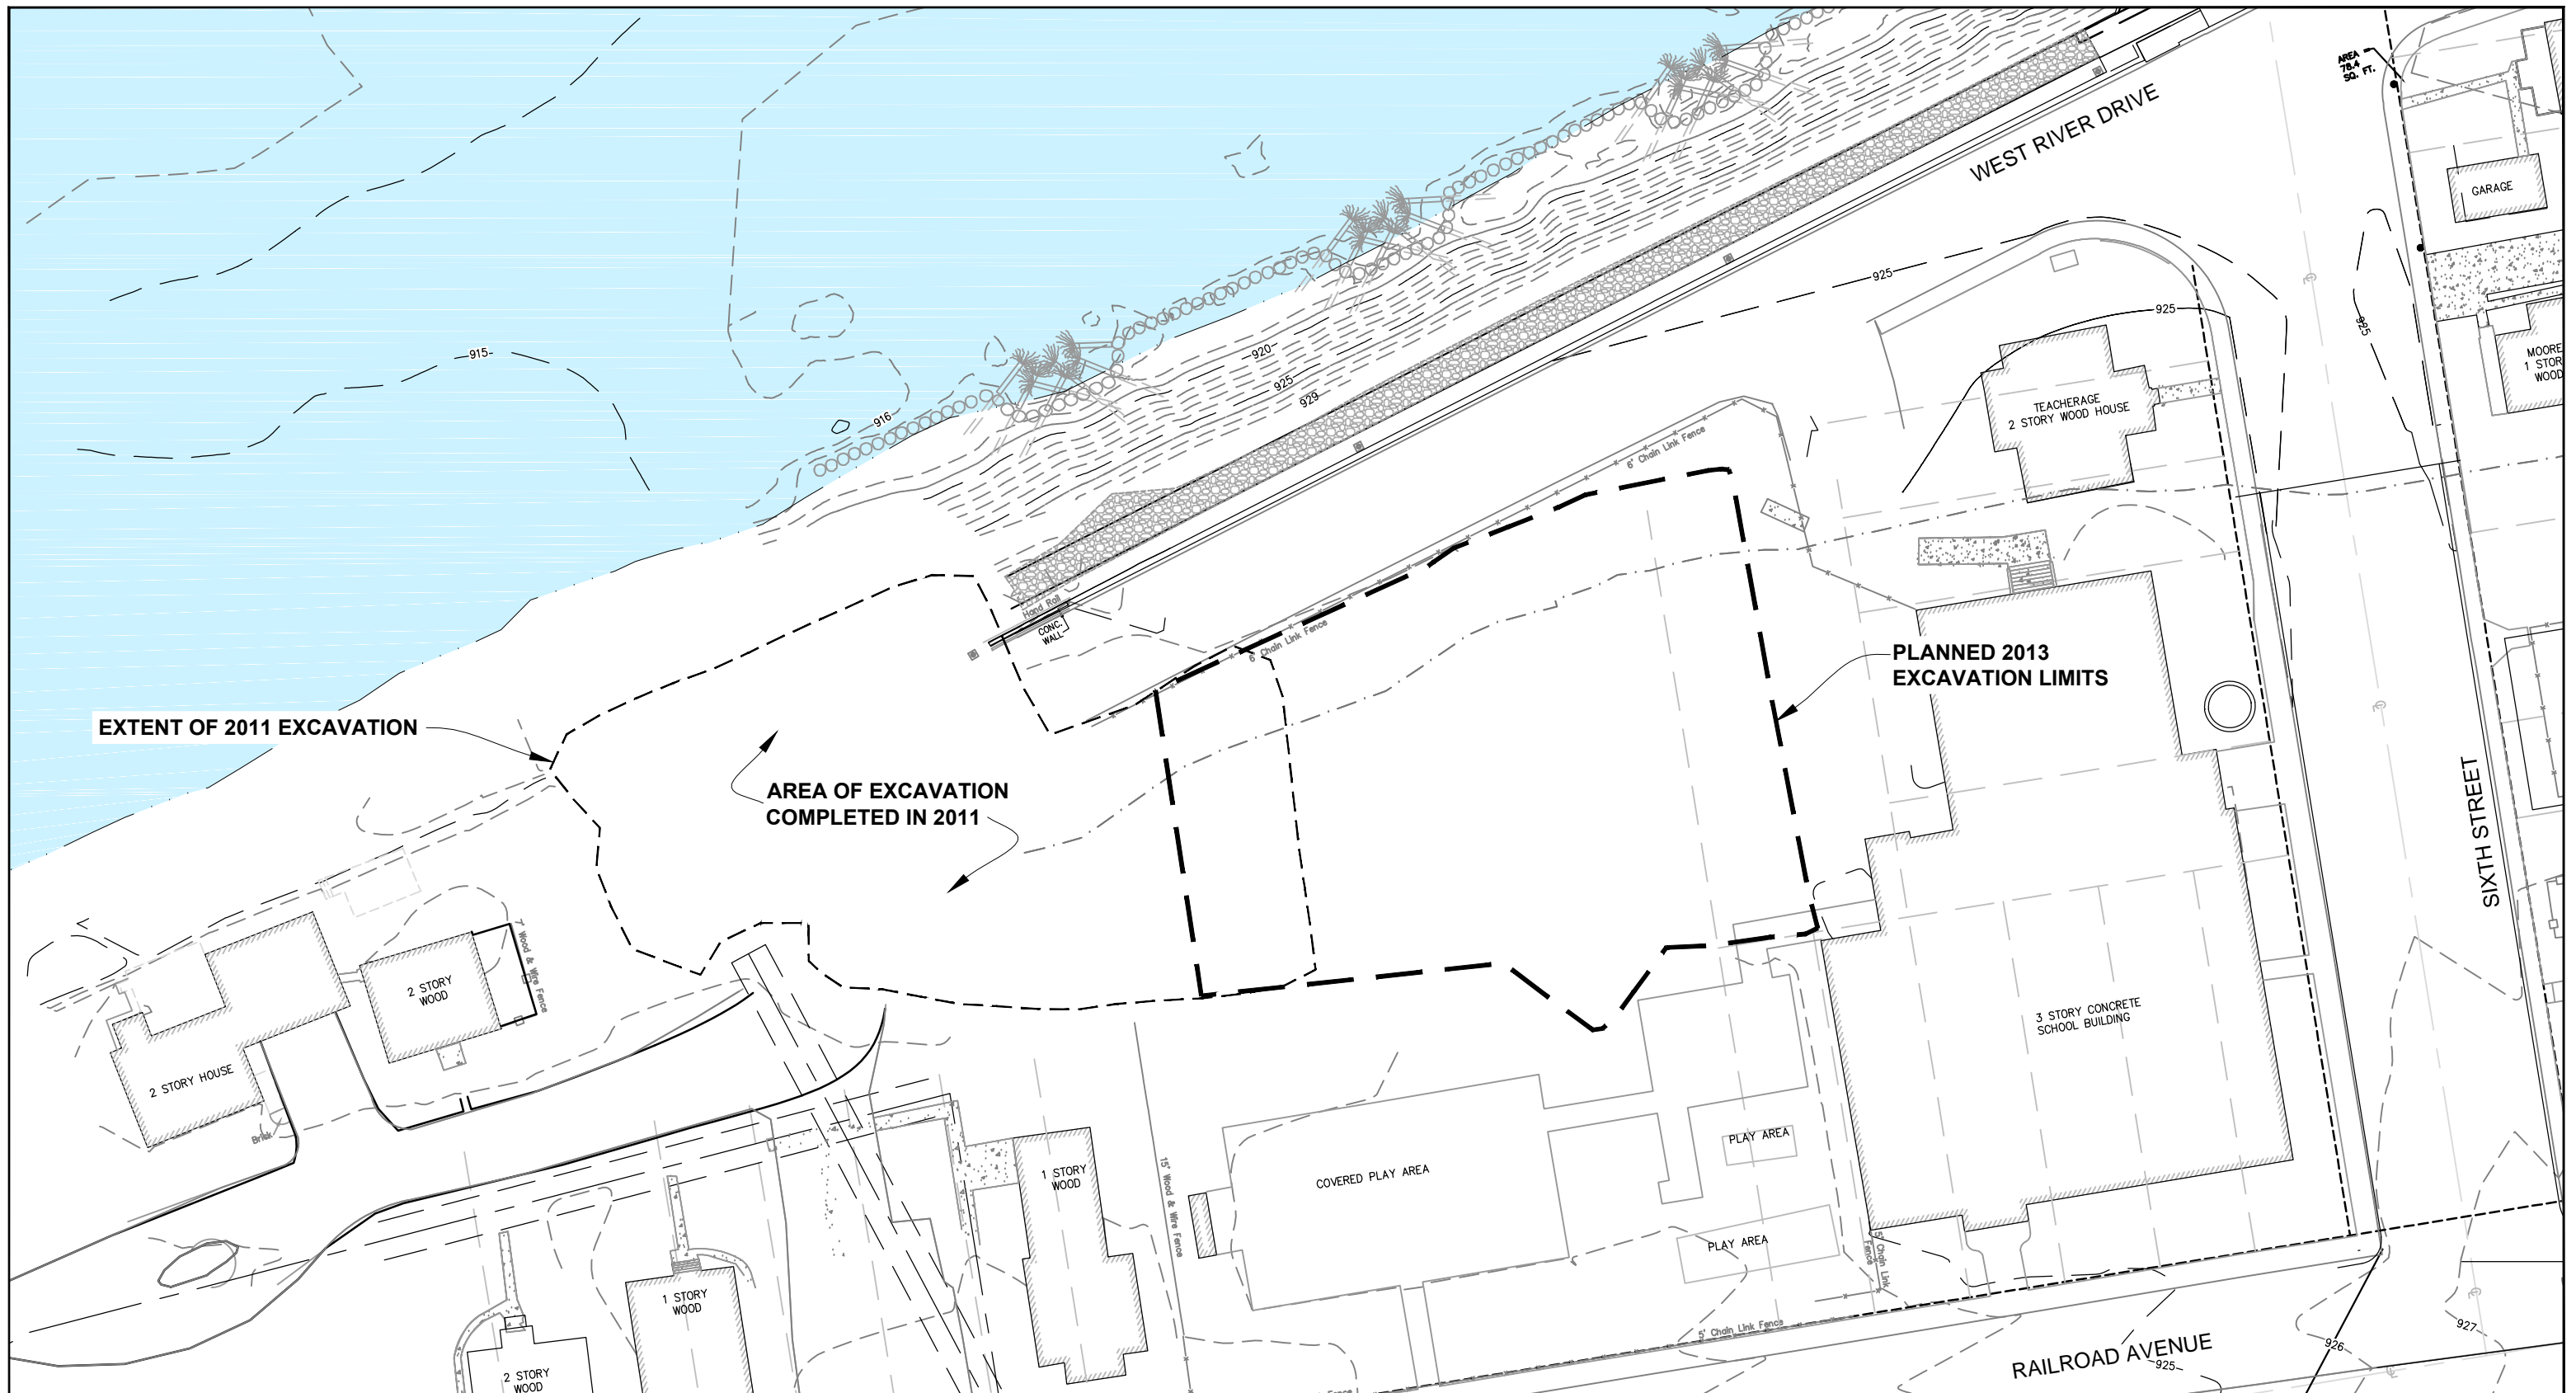 AREA
78.4
SQ. FT.
WEST RIVER DRIVE
GARAGE
925
925
925
MOORE
1 STOR
WOOD
915
916
920
925
929
TEACHERAGE
2 STORY WOOD HOUSE
6' Chain Link Fence
Hand Rail
CONC.
WALL
6' Chain Link Fence
PLANNED 2013
EXCAVATION LIMITS
EXTENT OF 2011 EXCAVATION
AREA OF EXCAVATION
COMPLETED IN 2011
SIXTH STREET
7' Wood & Wire Fence
2 STORY
WOOD
2 STORY HOUSE
Brick
3 STORY CONCRETE
SCHOOL BUILDING
PLAY AREA
COVERED PLAY AREA
1 STORY
WOOD
15' Wood & Wire Fence
PLAY AREA
5' Chain Link
Fence
1 STORY
WOOD
5' Chain Link Fence
2 STORY
WOOD
RAILROAD AVENUE
925
926
927